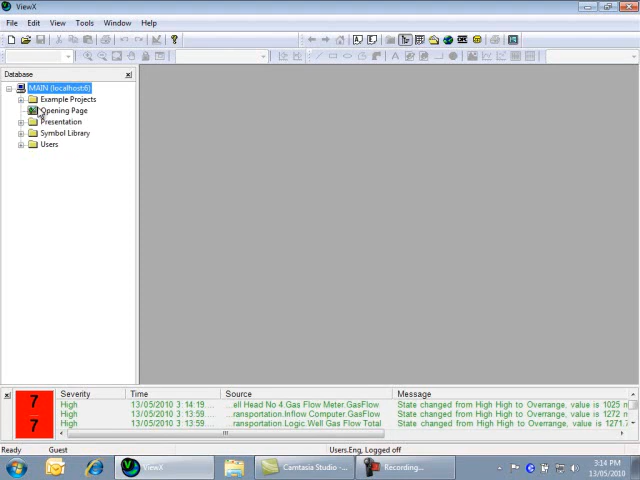 ViewX
File Edit View Tools Window Help
Database
MAIN (localhost:6)
Example Projects
Opening Page
Presentation
Symbol Library
Users
7
7
Severity Time Source Message
High 13/05/2010 3:14:19.... ...ell Head No 4.Gas Flow Meter.GasFlow State changed from High High to Overrange, value is 1025 m
High 13/05/2010 3:13:59.... ...ransportation.Inflow Computer.GasFlow State changed from High High to Overrange, value is 1272 m
High 13/05/2010 3:13:59.... ...ransportation.Logic Well Gas Flow Total State changed from High High to Overrange, value is 1271.7
Ready Guest Users.Eng, Logged off
ViewX Camtasia Studio -... Recording... 3:14 PM
13/05/2010